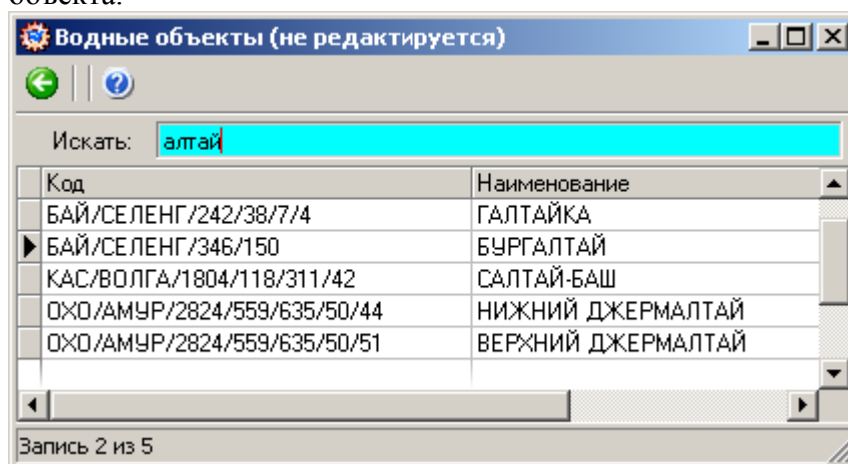 объекта.
Водные объекты (не редактируется)
Искать: алтай
Код Наименование
БАЙ/СЕЛЕНГ/242/38/7/4 ГАЛТАЙКА
БАЙ/СЕЛЕНГ/346/150 БУРГАЛТАЙ
КАС/ВОЛГА/1804/118/311/42 САЛТАЙ-БАШ
ОХО/АМУР/2824/559/635/50/44 НИЖНИЙ ДЖЕРМАЛТАЙ
ОХО/АМУР/2824/559/635/50/51 ВЕРХНИЙ ДЖЕРМАЛТАЙ
Запись 2 из 5